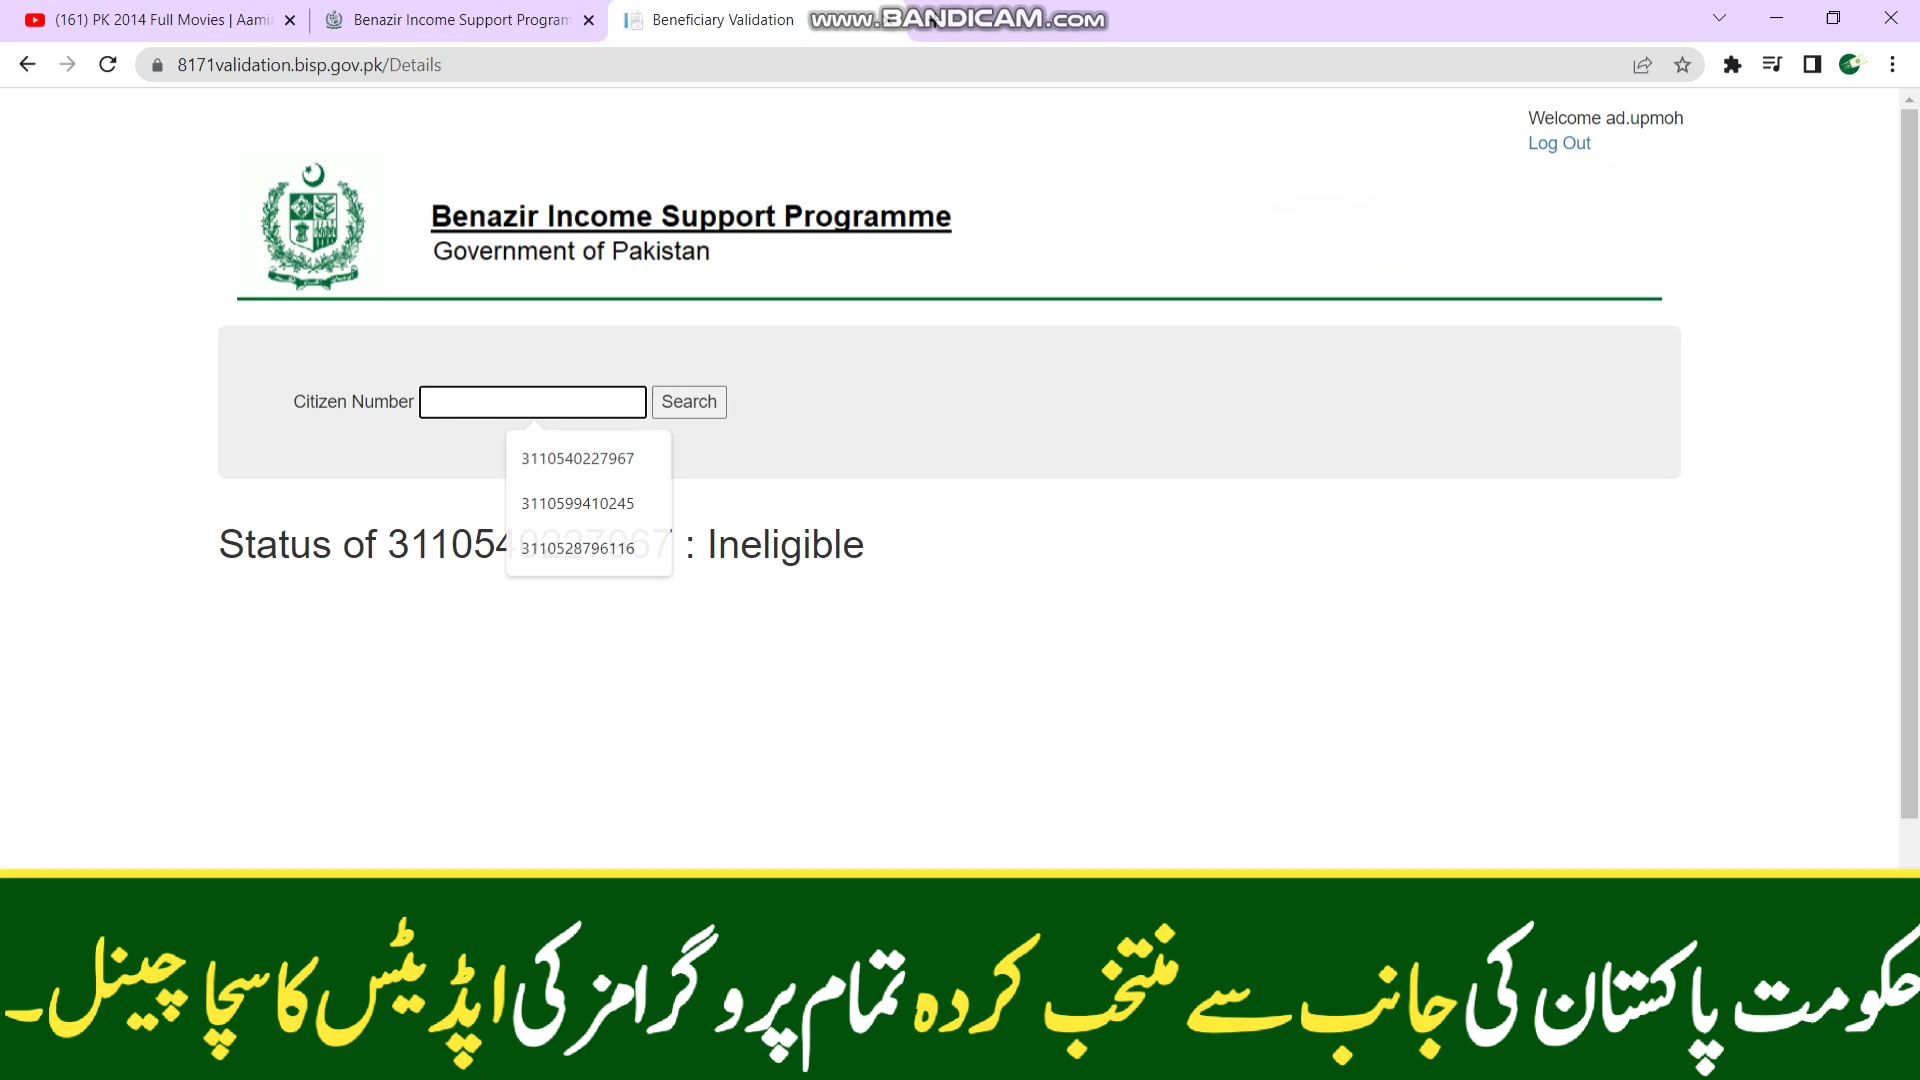 (161) PK 2014 Full Movies | Aami
Benazir Income Support Program
Beneficiary Validation
www.BANDICAM.com
8171validation.bisp.gov.pk/Details
Welcome ad.upmoh
Log Out
Benazir Income Support Programme
Government of Pakistan
Citizen Number
Search
3110540227967
3110599410245
3110528796116
Status of 3110540227967 : Ineligible
حکومت پاکستان کی جانب سے منتخب کردہ تمام پروگرامز کی اپڈیٹس کا سچا چینل۔